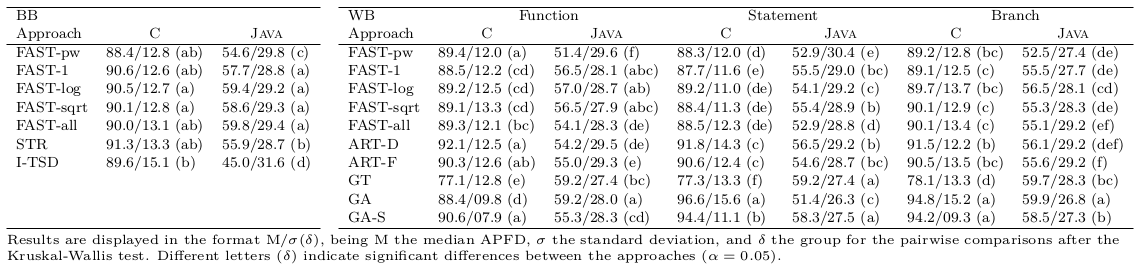 BB
Approach C JAVA
FAST-pw 88.4/12.8 (ab) 54.6/29.8 (c)
FAST-1 90.6/12.6 (ab) 57.7/28.8 (a)
FAST-log 90.5/12.7 (a) 59.4/29.2 (a)
FAST-sqrt 90.1/12.8 (a) 58.6/29.3 (a)
FAST-all 90.0/13.1 (ab) 59.8/29.4 (a)
STR 91.3/13.3 (ab) 55.9/28.7 (b)
I-TSD 89.6/15.1 (b) 45.0/31.6 (d)
WB Function Statement Branch
Approach C JAVA C JAVA C JAVA
FAST-pw 89.4/12.0 (a) 51.4/29.6 (f) 88.3/12.0 (d) 52.9/30.4 (e) 89.2/12.8 (bc) 52.5/27.4 (de)
FAST-1 88.5/12.2 (cd) 56.5/28.1 (abc) 87.7/11.6 (e) 55.5/29.0 (bc) 89.1/12.5 (c) 55.5/27.7 (de)
FAST-log 89.2/12.5 (cd) 57.0/28.7 (ab) 89.2/11.0 (de) 54.1/29.2 (c) 89.7/13.7 (bc) 56.5/28.1 (cd)
FAST-sqrt 89.1/13.3 (cd) 56.5/27.9 (abc) 88.4/11.3 (de) 55.4/28.9 (b) 90.1/12.9 (c) 55.3/28.3 (de)
FAST-all 89.3/12.1 (bc) 54.1/28.3 (de) 88.5/12.3 (de) 52.9/28.8 (d) 90.1/13.4 (c) 55.1/29.2 (ef)
ART-D 92.1/12.5 (a) 54.2/29.5 (de) 91.8/14.3 (c) 56.5/29.2 (b) 91.5/12.2 (b) 56.1/29.2 (def)
ART-F 90.3/12.6 (ab) 55.0/29.3 (e) 90.6/12.4 (c) 54.6/28.7 (bc) 90.5/13.5 (bc) 55.6/29.2 (f)
GT 77.1/12.8 (e) 59.2/27.4 (bc) 77.3/13.3 (f) 59.2/27.4 (a) 78.1/13.3 (d) 59.7/28.3 (bc)
GA 88.4/09.8 (d) 59.2/28.0 (a) 96.6/15.6 (a) 51.4/26.3 (c) 94.8/15.2 (a) 59.9/26.8 (a)
GA-S 90.6/07.9 (a) 55.3/28.3 (cd) 94.4/11.1 (b) 58.3/27.5 (a) 94.2/09.3 (a) 58.5/27.3 (b)
Results are displayed in the format M/σ(δ), being M the median APFD, σ the standard deviation, and δ the group for the pairwise comparisons after the
Kruskal-Wallis test. Different letters (δ) indicate significant differences between the approaches (α = 0.05).